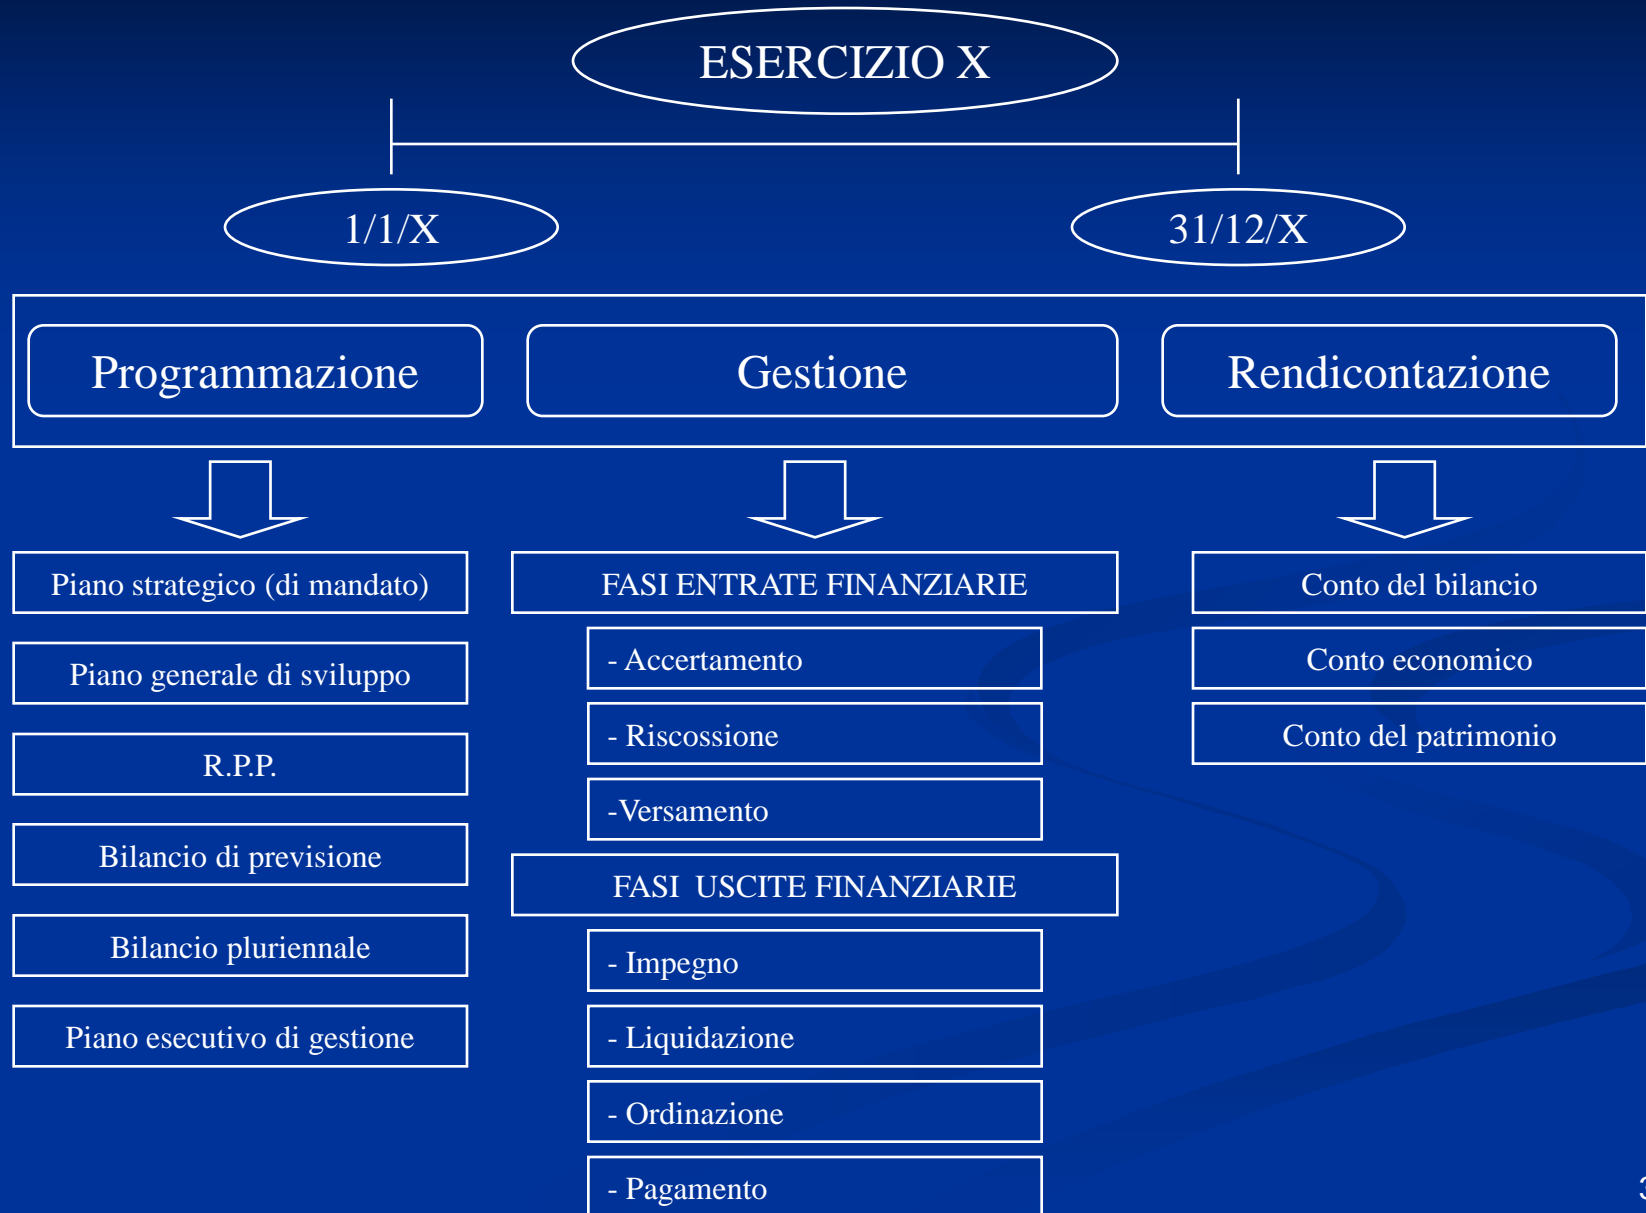 ESERCIZIO X
1/1/X
31/12/X
Programmazione
Gestione
Rendicontazione
Piano strategico (di mandato)
Piano generale di sviluppo
R.P.P.
Bilancio di previsione
Bilancio pluriennale
Piano esecutivo di gestione
FASI ENTRATE FINANZIARIE
- Accertamento
- Riscossione
-Versamento
FASI  USCITE FINANZIARIE
- Impegno
- Liquidazione
- Ordinazione
- Pagamento
Conto del bilancio
Conto economico
Conto del patrimonio